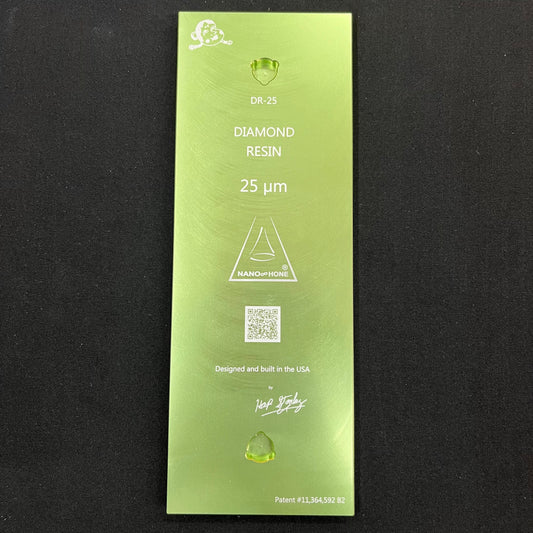 DR-25
DIAMOND
RESIN
25 µm
NANO HONE ®
Designed and built in the USA
by
Patent #11,364,592 B2